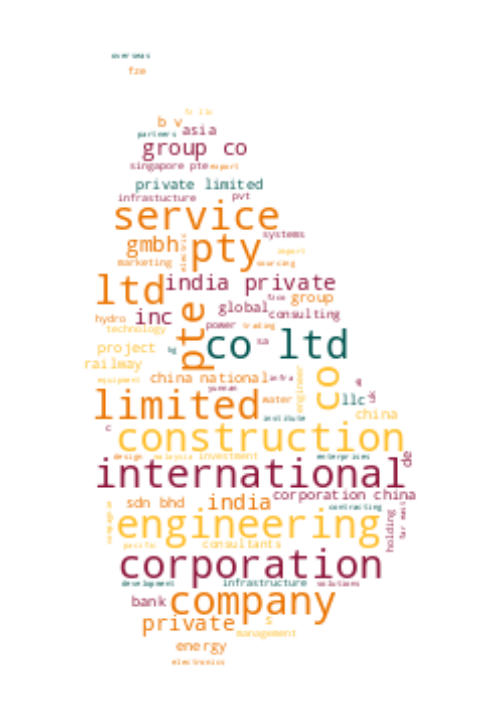 overseas
fze
fz llc
b v
partners asia
group co
singapore pte export
private limited
infrastucture pvt
service
systems
gmbh pty
electric
import
marketing sourcing
ltd india private
pte
fzco group
inc global consulting
hydro power trading
technology
co ltd sa
project
railway
china national infra
equipment yunnan
engineer
co
limited water llc uk
institute china
c construction
design malaysia investment enterprises
international de
sdn bhd india corporation china
contracting
engineering
holding
far east
pacific consultants
corporation
development infrastructure solutions
bank company
private s
management
energy
electronics